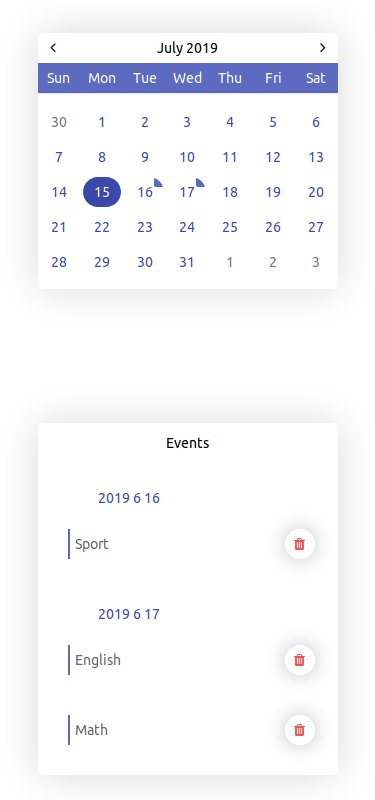 July 2019
Sun Mon Tue Wed Thu Fri Sat
30 1 2 3 4 5 6
7 8 9 10 11 12 13
14 15 16 17 18 19 20
21 22 23 24 25 26 27
28 29 30 31 1 2 3
Events
2019 6 16
Sport
2019 6 17
English
Math